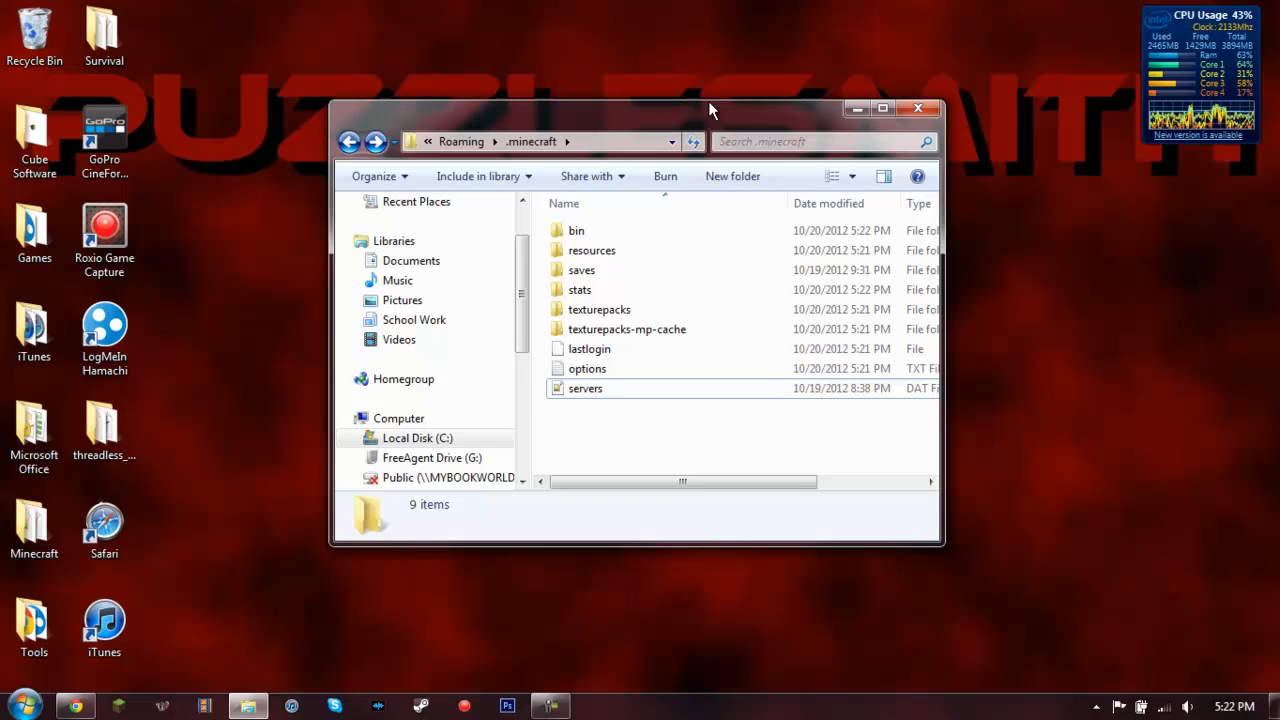 Recycle Bin
Survival
Cube Software
GoPro CineFor...
Games
Roxio Game Capture
iTunes
LogMeIn Hamachi
Microsoft Office
threadless_...
Minecraft
Safari
Tools
iTunes
CPU Usage 43%
Clock: 2133Mhz
Used Free Total
2465MB 1429MB 3894MB
Ram 63%
Core 1 64%
Core 2 31%
Core 3 58%
Core 4 17%
New version is available
« Roaming .minecraft
Search .minecraft
Organize Include in library Share with Burn New folder
Recent Places
Libraries
Documents
Music
Pictures
School Work
Videos
Homegroup
Computer
Local Disk (C:)
FreeAgent Drive (G:)
Public (\\MYBOOKWORLD
Name Date modified Type
bin 10/20/2012 5:22 PM File fol
resources 10/20/2012 5:22 PM File fol
saves 10/19/2012 9:31 PM File fol
stats 10/20/2012 5:22 PM File fol
texturepacks 10/20/2012 5:21 PM File fol
texturepacks-mp-cache 10/20/2012 5:21 PM File fol
lastlogin 10/20/2012 5:21 PM File
options 10/20/2012 5:21 PM TXT Fil
servers 10/19/2012 8:38 PM DAT Fi
9 items
5:22 PM